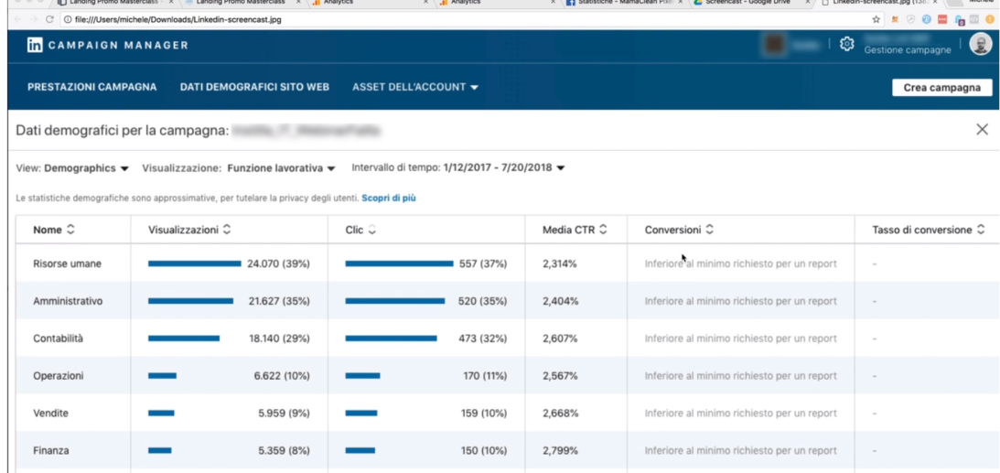 Landing Promo Masterclass -
Landing Promo Masterclass
Analytics
Analytics
Statistiche - MamaClean
Screencast - Google Drive
Linkedin-screencast.jpg
Michele
file:///Users/michele/Downloads/Linkedin-screencast.jpg
in CAMPAIGN MANAGER
Gestione campagne
PRESTAZIONI CAMPAGNA DATI DEMOGRAFICI SITO WEB ASSET DELL'ACCOUNT
Crea campagna
Dati demografici per la campagna:
View: Demographics Visualizzazione: Funzione lavorativa Intervallo di tempo: 1/12/2017 - 7/20/2018
Le statistiche demografiche sono approssimative, per tutelare la privacy degli utenti. Scopri di più
Nome Visualizzazioni Clic Media CTR Conversioni Tasso di conversione
Risorse umane 24.070 (39%) 557 (37%) 2,314% Inferiore al minimo richiesto per un report -
Amministrativo 21.627 (35%) 520 (35%) 2,404% Inferiore al minimo richiesto per un report -
Contabilità 18.140 (29%) 473 (32%) 2,607% Inferiore al minimo richiesto per un report -
Operazioni 6.622 (10%) 170 (11%) 2,567% Inferiore al minimo richiesto per un report -
Vendite 5.959 (9%) 159 (10%) 2,668% Inferiore al minimo richiesto per un report -
Finanza 5.359 (8%) 150 (10%) 2,799% Inferiore al minimo richiesto per un report -